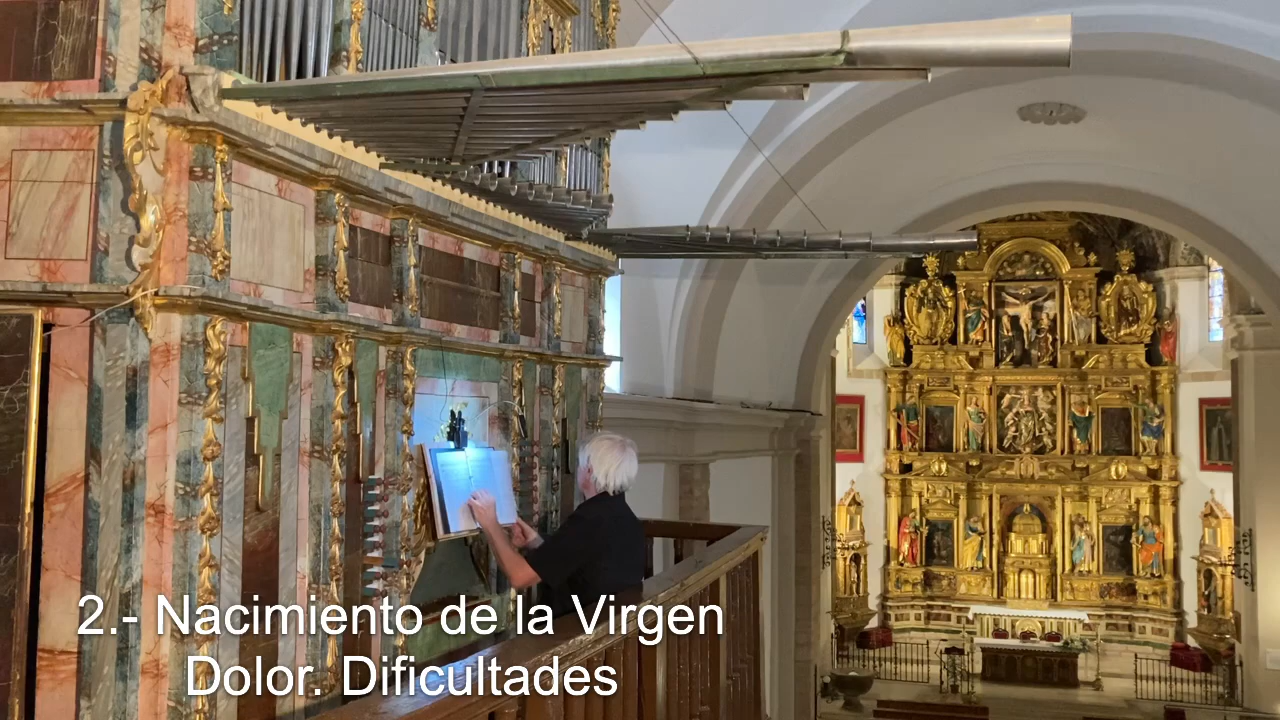 2.- Nacimiento de la Virgen
Dolor. Dificultades